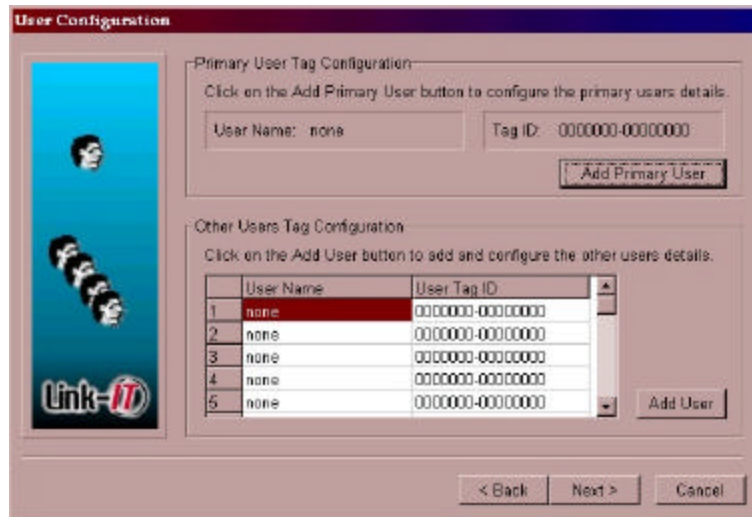 User Configuration
Primary User Tag Configuration
Click on the Add Primary User button to configure the primary users details.
User Name: none
Tag ID: 0000000-00000000
Add Primary User
Other Users Tag Configuration
Click on the Add User button to add and configure the other users details.
User Name User Tag ID
1 none 0000000-00000000
2 none 0000000-00000000
3 none 0000000-00000000
4 none 0000000-00000000
5 none 0000000-00000000
Add User
Link-IT
< Back
Next >
Cancel